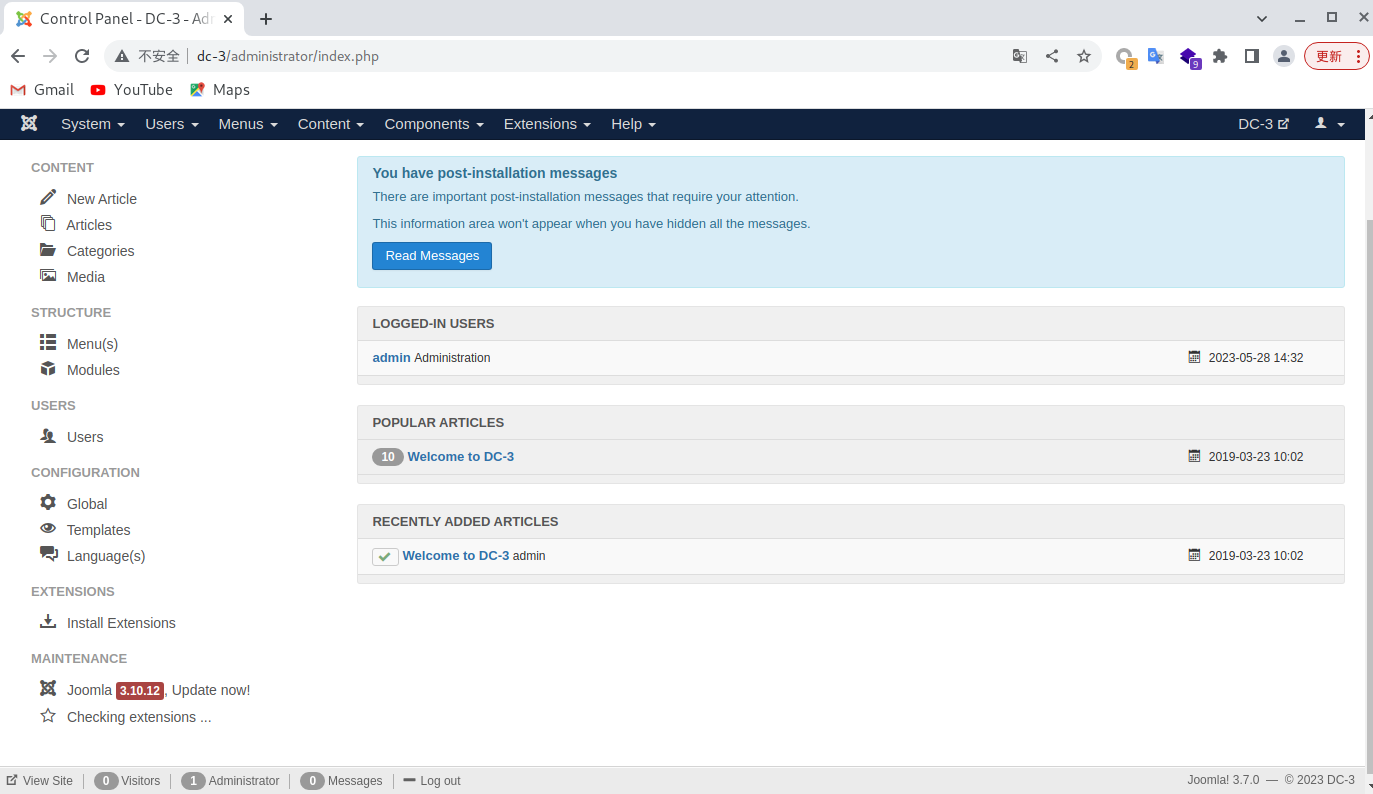 Control Panel - DC-3 - Adm
不安全 dc-3/administrator/index.php 2 9 更新
Gmail YouTube Maps
System Users Menus Content Components Extensions Help DC-3
CONTENT
New Article
Articles
Categories
Media
STRUCTURE
Menu(s)
Modules
USERS
Users
CONFIGURATION
Global
Templates
Language(s)
EXTENSIONS
Install Extensions
MAINTENANCE
Joomla 3.10.12, Update now!
Checking extensions ...
You have post-installation messages
There are important post-installation messages that require your attention.
This information area won't appear when you have hidden all the messages.
Read Messages
LOGGED-IN USERS
admin Administration 2023-05-28 14:32
POPULAR ARTICLES
10 Welcome to DC-3 2019-03-23 10:02
RECENTLY ADDED ARTICLES
Welcome to DC-3 admin 2019-03-23 10:02
View Site 0 Visitors 1 Administrator 0 Messages Log out Joomla! 3.7.0 — © 2023 DC-3